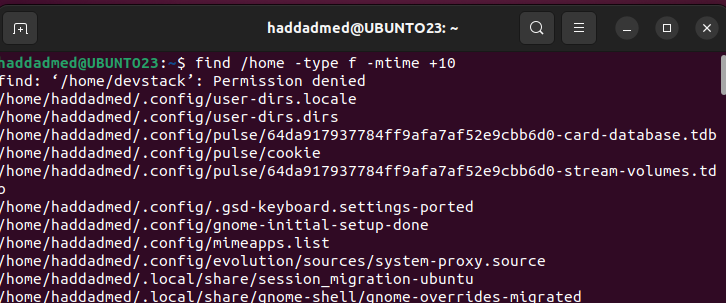 haddadmed@UBUNTO23: ~
haddadmed@UBUNTO23:~$ find /home -type f -mtime +10
find: ‘/home/devstack’: Permission denied
/home/haddadmed/.config/user-dirs.locale
/home/haddadmed/.config/user-dirs.dirs
/home/haddadmed/.config/pulse/64da917937784ff9afa7af52e9cbb6d0-card-database.tdb
/home/haddadmed/.config/pulse/cookie
/home/haddadmed/.config/pulse/64da917937784ff9afa7af52e9cbb6d0-stream-volumes.td
b
/home/haddadmed/.config/.gsd-keyboard.settings-ported
/home/haddadmed/.config/gnome-initial-setup-done
/home/haddadmed/.config/mimeapps.list
/home/haddadmed/.config/evolution/sources/system-proxy.source
/home/haddadmed/.local/share/session_migration-ubuntu
/home/haddadmed/.local/share/gnome-shell/gnome-overrides-migrated